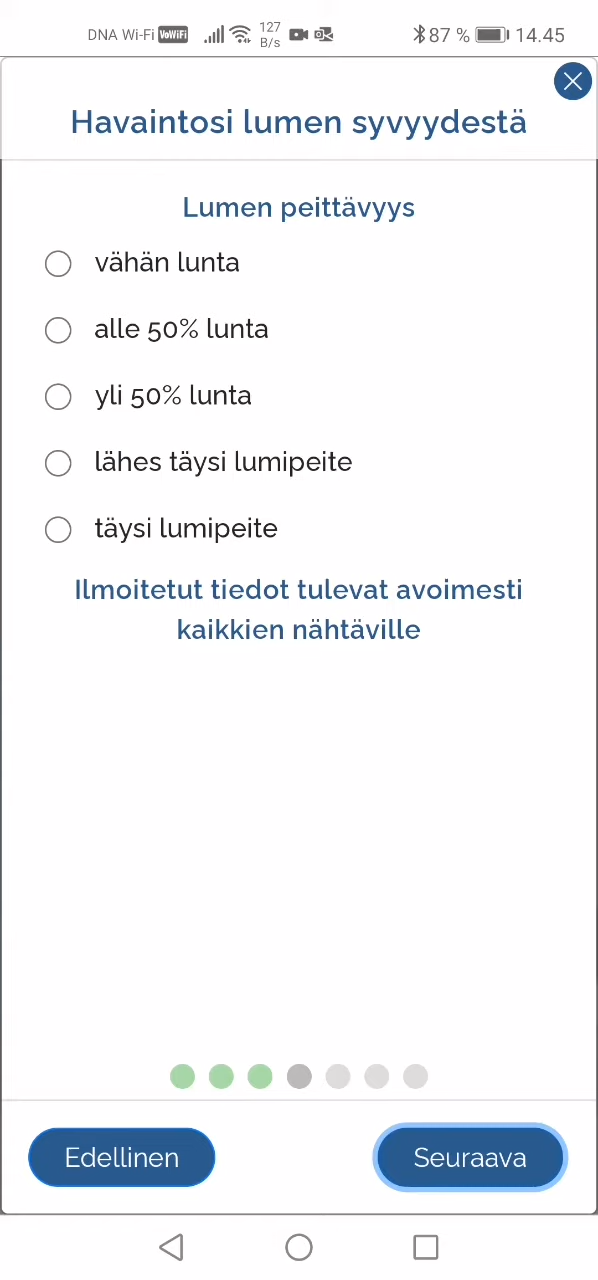 DNA Wi-Fi VoWiFi 127 B/s 87 % 14.45
Havaintosi lumen syvyydestä
Lumen peittävyys
vähän lunta
alle 50% lunta
yli 50% lunta
lähes täysi lumipeite
täysi lumipeite
Ilmoitetut tiedot tulevat avoimesti
kaikkien nähtäville
Edellinen Seuraava